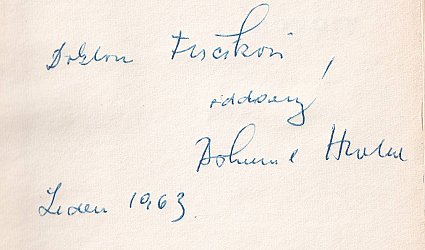 Doktoru
oddaný
Bohumil Hrabal
Leden 1963